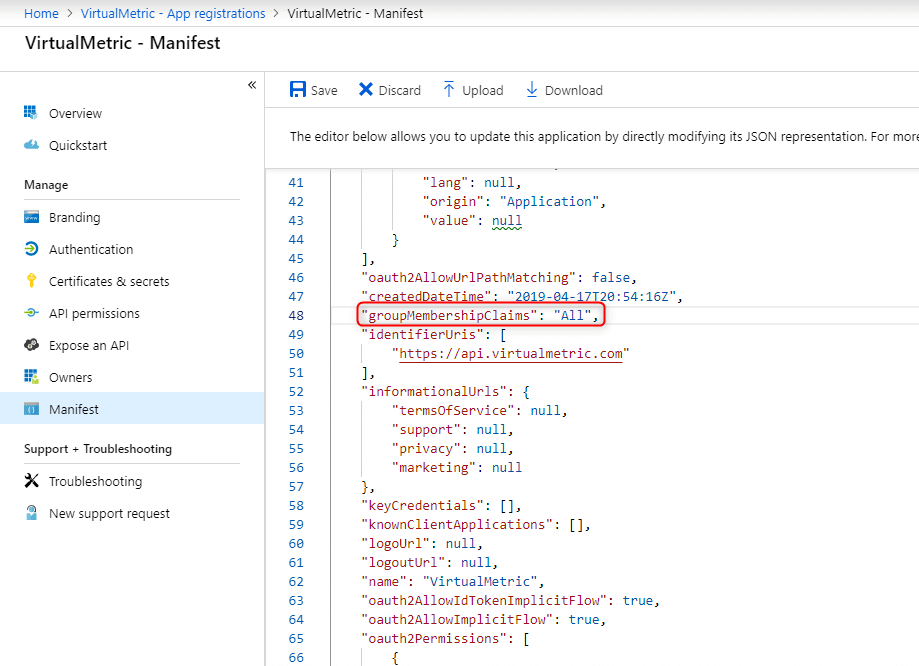 Home > VirtualMetric - App registrations > VirtualMetric - Manifest
VirtualMetric - Manifest
«
Overview
Quickstart
Manage
Branding
Authentication
Certificates & secrets
API permissions
Expose an API
Owners
Manifest
Support + Troubleshooting
Troubleshooting
New support request
Save Discard Upload Download
The editor below allows you to update this application by directly modifying its JSON representation. For more
41 "lang": null,
42 "origin": "Application",
43 "value": null
44 }
45 ],
46 "oauth2AllowUrlPathMatching": false,
47 "createdDateTime": "2019-04-17T20:54:16Z",
48 "groupMembershipClaims": "All",
49 "identifierUris": [
50 "https://api.virtualmetric.com"
51 ],
52 "informationalUrls": {
53 "termsOfService": null,
54 "support": null,
55 "privacy": null,
56 "marketing": null
57 },
58 "keyCredentials": [],
59 "knownClientApplications": [],
60 "logoUrl": null,
61 "logoutUrl": null,
62 "name": "VirtualMetric",
63 "oauth2AllowIdTokenImplicitFlow": true,
64 "oauth2AllowImplicitFlow": true,
65 "oauth2Permissions": [
66 {